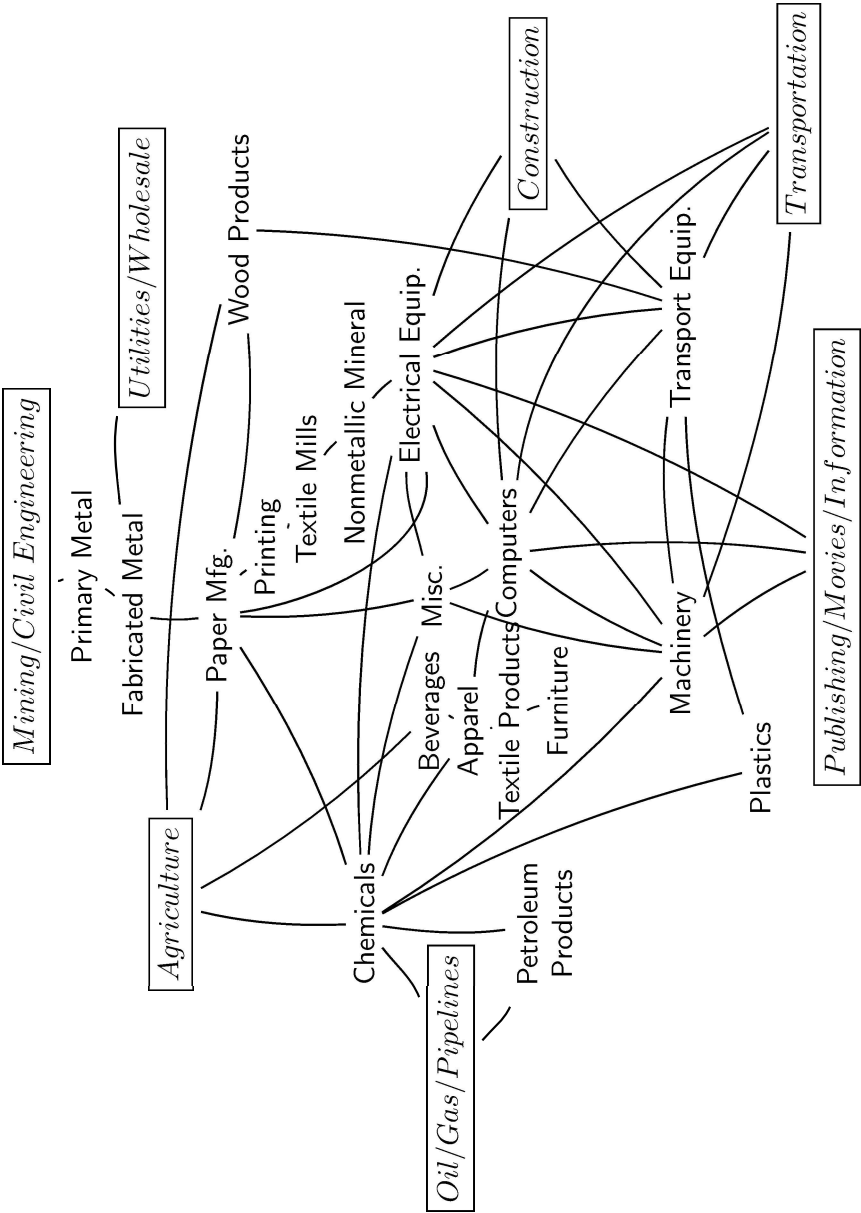 Mining/Civil Engineering
Primary Metal
Utilities/Wholesale
Fabricated Metal
Agriculture
Paper Mfg.
Wood Products
Printing
Textile Mills
Nonmetallic Mineral
Chemicals
Electrical Equip.
Misc.
Beverages
Oil/Gas/Pipelines
Apparel
Computers
Textile Products
Construction
Petroleum
Products
Furniture
Machinery
Transport Equip.
Plastics
Transportation
Publishing/Movies/Information